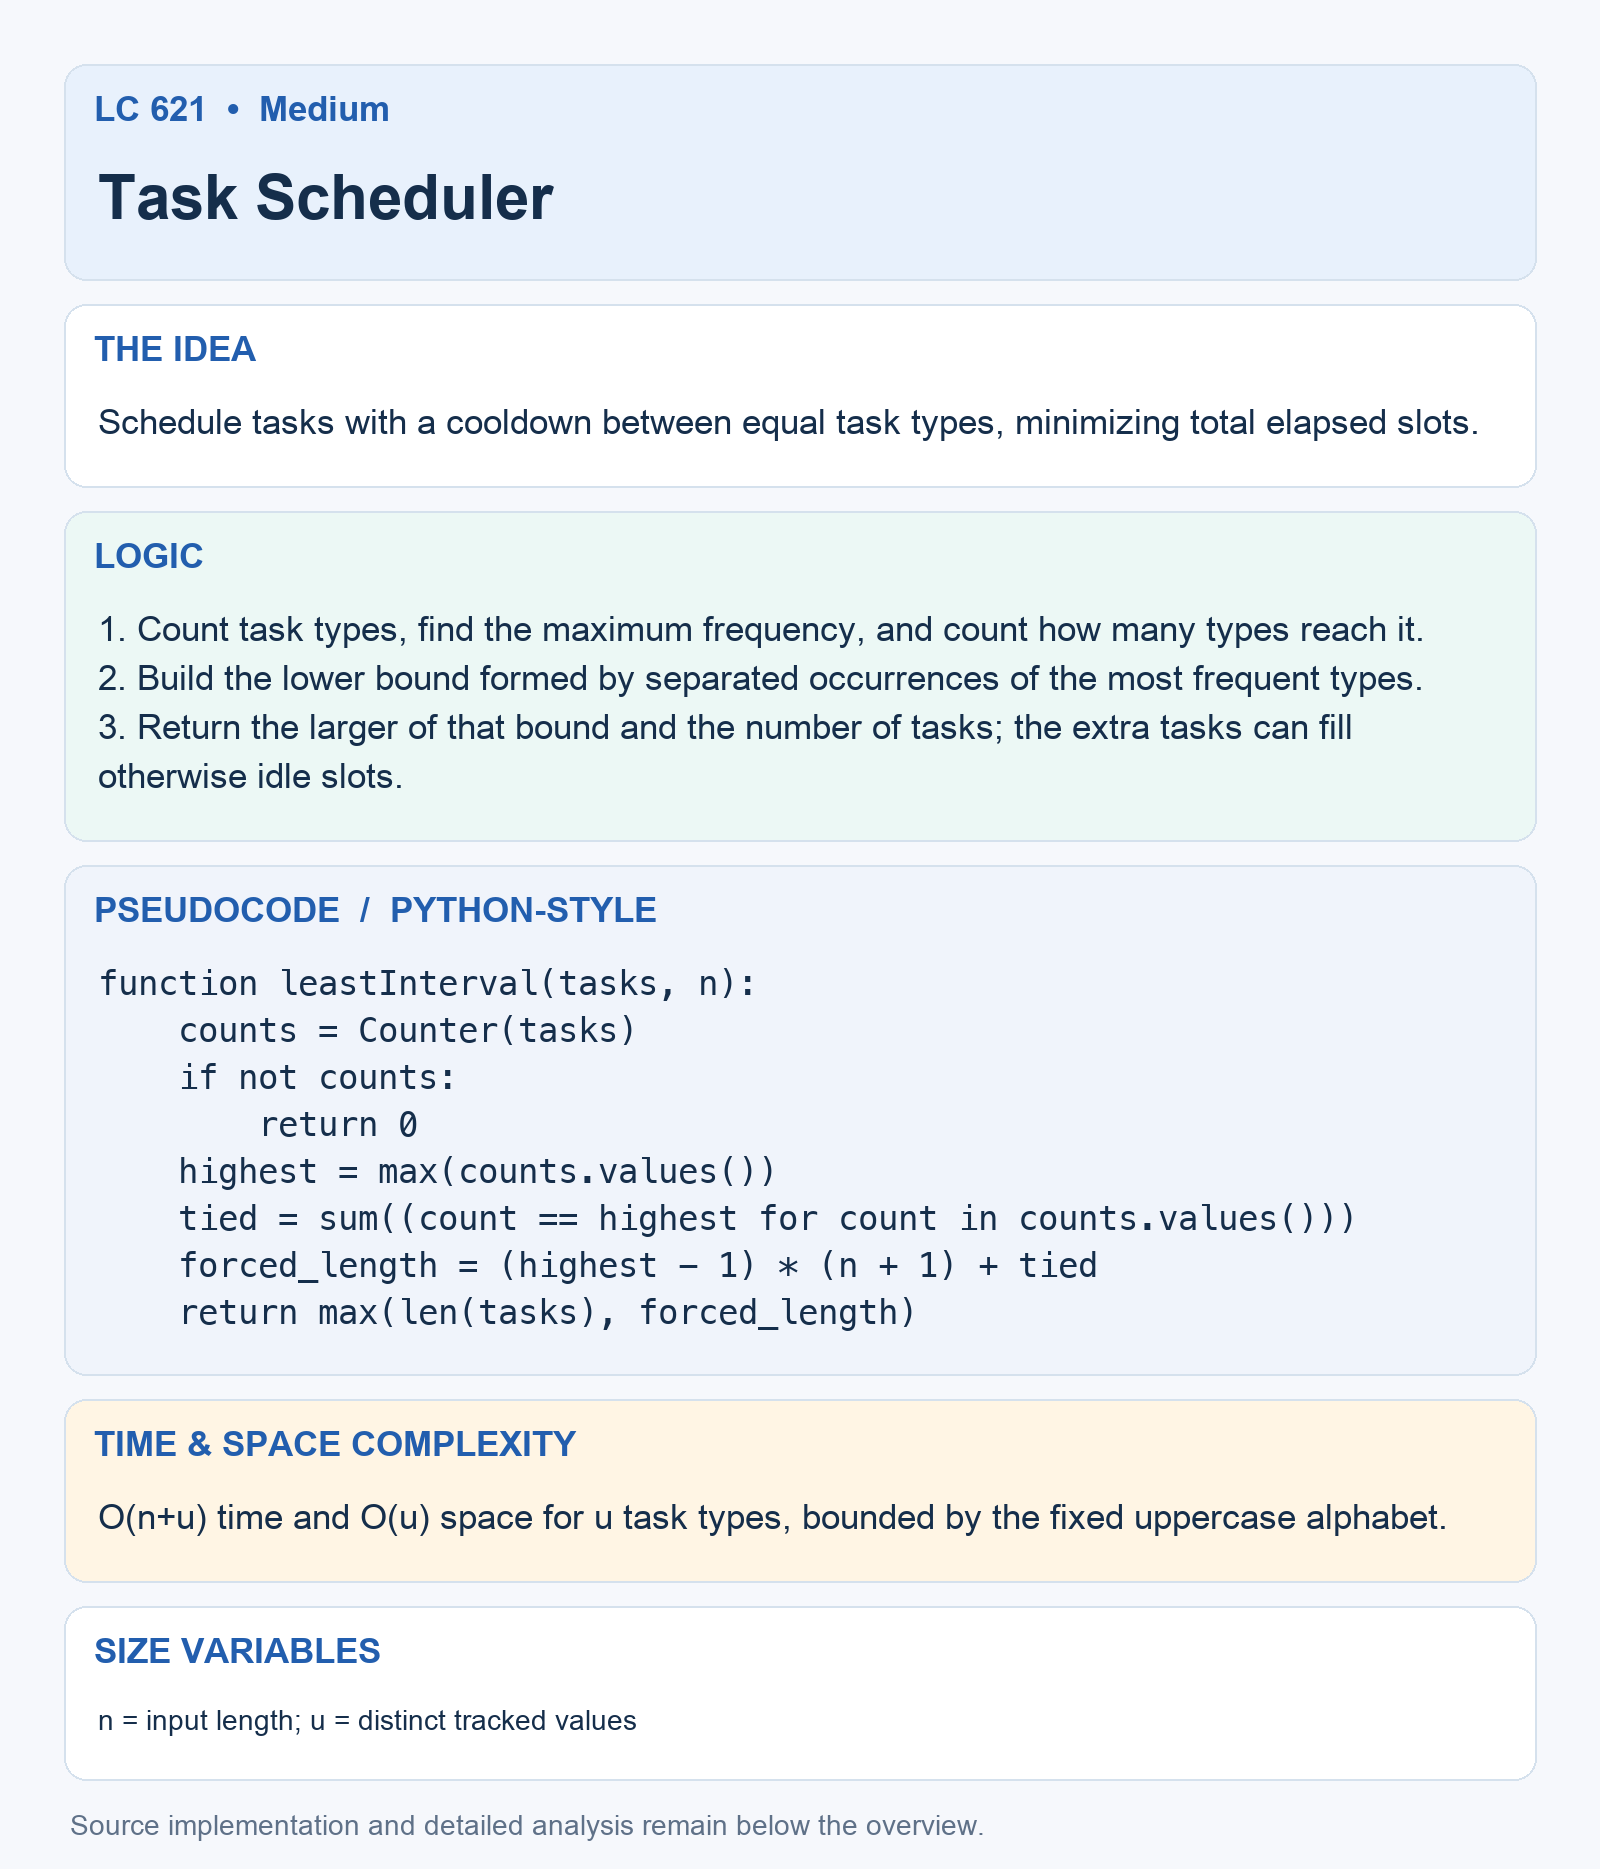 LC 621 • Medium
Task Scheduler
THE IDEA
Schedule tasks with a cooldown between equal task types, minimizing total elapsed slots.
LOGIC
1. Count task types, find the maximum frequency, and count how many types reach it.
2. Build the lower bound formed by separated occurrences of the most frequent types.
3. Return the larger of that bound and the number of tasks; the extra tasks can fill
otherwise idle slots.
PSEUDOCODE / PYTHON-STYLE
function leastInterval(tasks, n):
    counts = Counter(tasks)
    if not counts:
        return 0
    highest = max(counts.values())
    tied = sum((count == highest for count in counts.values()))
    forced_length = (highest − 1) * (n + 1) + tied
    return max(len(tasks), forced_length)
TIME & SPACE COMPLEXITY
O(n+u) time and O(u) space for u task types, bounded by the fixed uppercase alphabet.
SIZE VARIABLES
n = input length; u = distinct tracked values
Source implementation and detailed analysis remain below the overview.